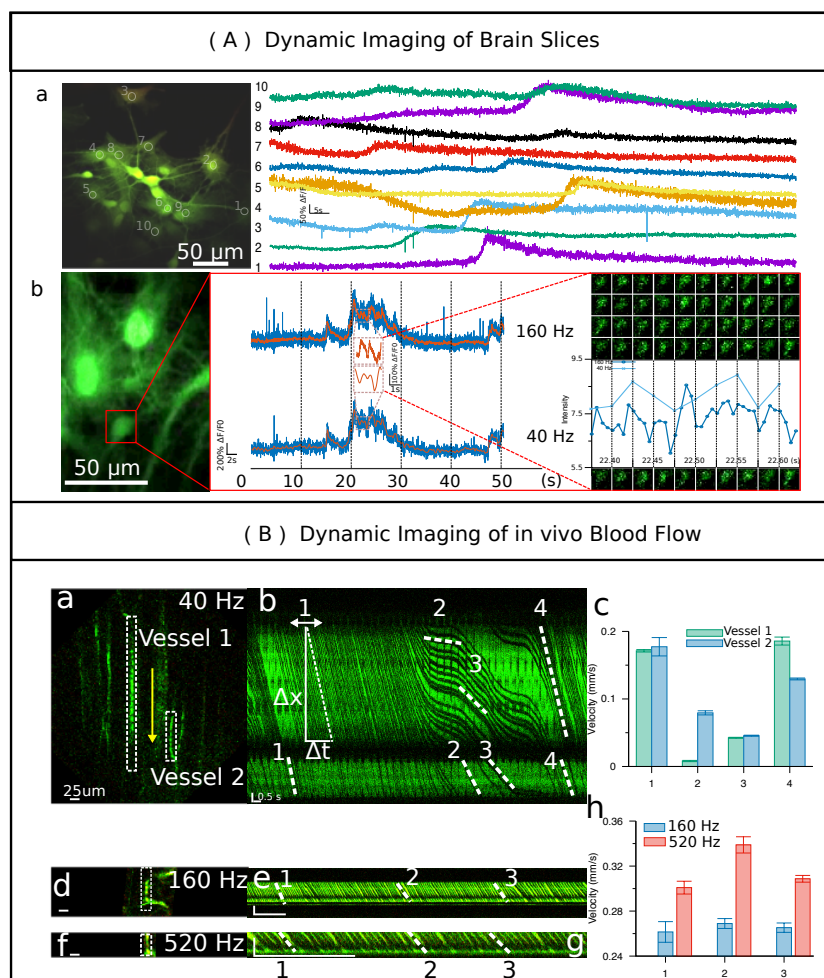 ( A ) Dynamic Imaging of Brain Slices
a
3
4 8 7
2
5
6 9 1
10
50 µm
10
9
8
7
6
5
4
3
2
1
5s
b
50 µm
160 Hz
40 Hz
100% ΔF/F0
1s
200% ΔF/F0
2s
0 10 20 30 40 50 (s)
9.5
7.5
5.5
Intensity
160 Hz
40 Hz
22.40 22.45 22.50 22.55 22.60 (s)
( B ) Dynamic Imaging of in vivo Blood Flow
a 40 Hz
Vessel 1
Vessel 2
25um
b
1 2 4
3
Δx
Δt
1 2 3 4
0.5 s
c
Vessel 1
Vessel 2
Velocity (mm/s)
0.2
0.1
0
1 2 3 4
d 160 Hz
e 1 2 3
f 520 Hz
g
1 2 3
h
160 Hz
520 Hz
Velocity (mm/s)
0.36
0.32
0.28
0.24
1 2 3